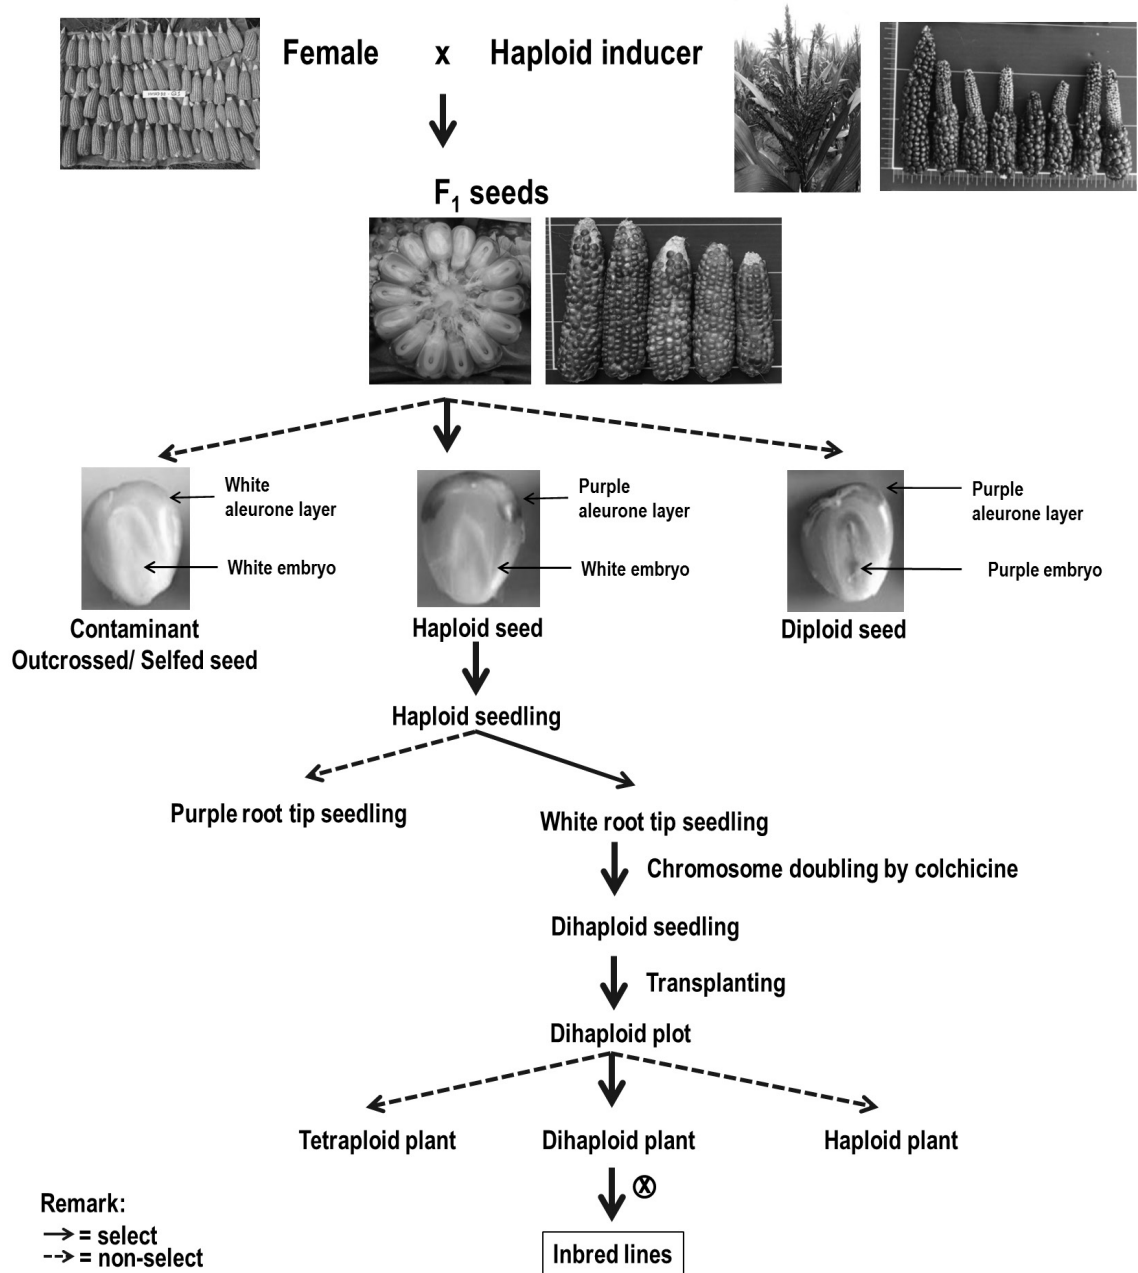 Female x Haploid inducer
F1 seeds
White
aleurone layer
White embryo
Purple
aleurone layer
White embryo
Purple
aleurone layer
Purple embryo
Contaminant
Outcrossed/ Selfed seed
Haploid seed
Diploid seed
Haploid seedling
Purple root tip seedling
White root tip seedling
Chromosome doubling by colchicine
Dihaploid seedling
Transplanting
Dihaploid plot
Tetraploid plant
Dihaploid plant
Haploid plant
ⓧ
Inbred lines
Remark:
= select
= non-select